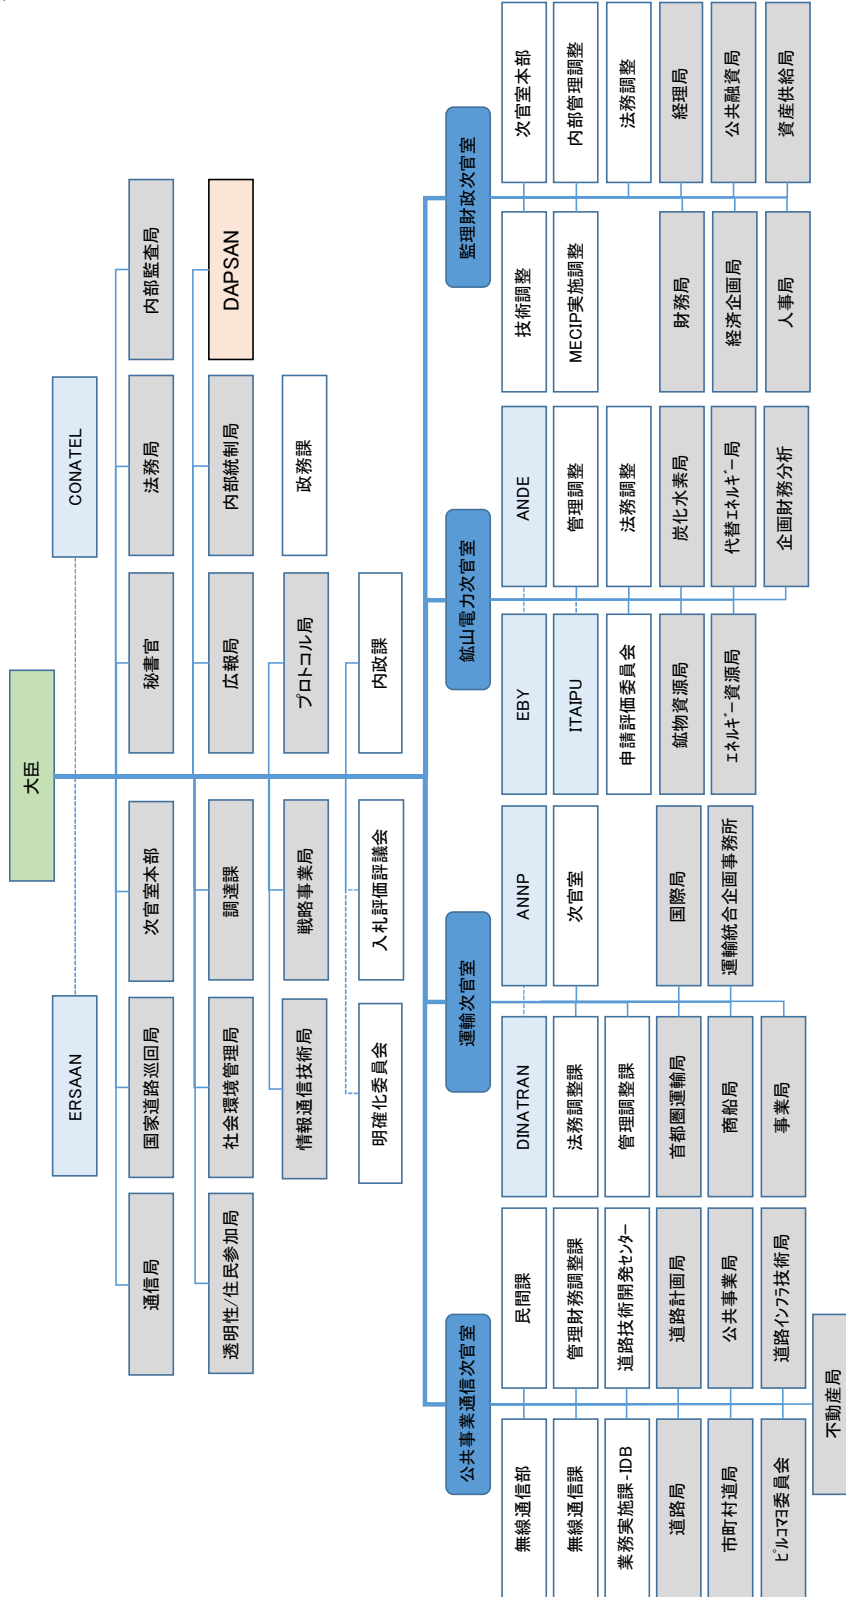 大臣
ERSAAN
CONATEL
通信局
国家道路巡回局
次官室本部
秘書官
法務局
内部監査局
透明性/住民参加局
社会環境管理局
調達課
広報局
内部統制局
DAPSAN
情報通信技術局
戦略事業局
プロトコル局
政務課
明確化委員会
入札評価評議会
内政課
公共事業通信次官室
運輸次官室
鉱山電力次官室
監理財政次官室
無線通信部
民間課
無線通信課
管理財務調整課
業務実施課-IDB
道路技術開発センター
道路局
道路計画局
市町村道局
公共事業局
ピルコマヨ委員会
道路インフラ技術局
不動産局
DINATRAN
ANNP
法務調整課
次官室
管理調整課
首都圏運輸局
国際局
商船局
運輸統合企画事務所
事業局
EBY
ANDE
ITAIPU
管理調整
申請評価委員会
法務調整
鉱物資源局
炭化水素局
エネルギー資源局
代替エネルギー局
企画財務分析
技術調整
次官室本部
MECIP実施調整
内部管理調整
法務調整
財務局
経理局
経済企画局
公共融資局
人事局
資産供給局